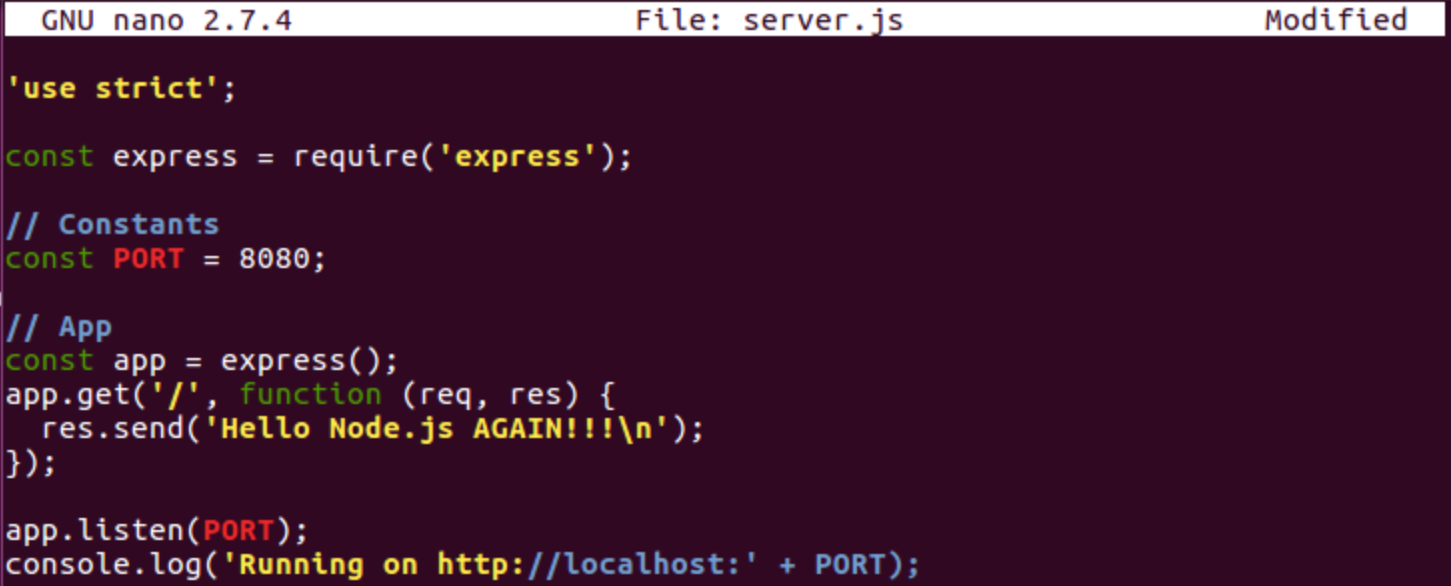 GNU nano 2.7.4 File: server.js Modified
'use strict';
const express = require('express');
// Constants
const PORT = 8080;
// App
const app = express();
app.get('/', function (req, res) {
  res.send('Hello Node.js AGAIN!!!\n');
});
app.listen(PORT);
console.log('Running on http://localhost:' + PORT);